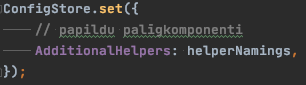 ConfigStore.set({
// papildu palīgkomponenti
AdditionalHelpers: helperNamings,
});